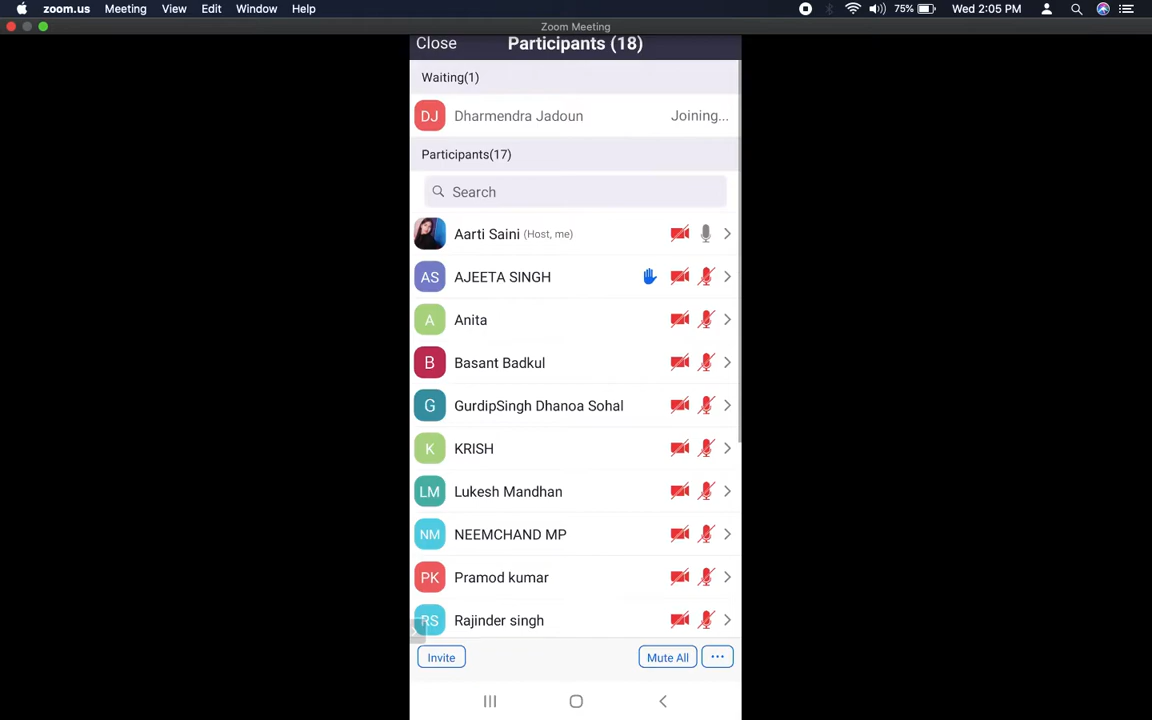 zoom.us Meeting View Edit Window Help 75% Wed 2:05 PM
Zoom Meeting
Close Participants (18)
Waiting(1)
DJ Dharmendra Jadoun Joining...
Participants(17)
Search
Aarti Saini (Host, me)
AS AJEETA SINGH
A Anita
B Basant Badkul
G GurdipSingh Dhanoa Sohal
K KRISH
LM Lukesh Mandhan
NM NEEMCHAND MP
PK Pramod kumar
RS Rajinder singh
Invite Mute All ...